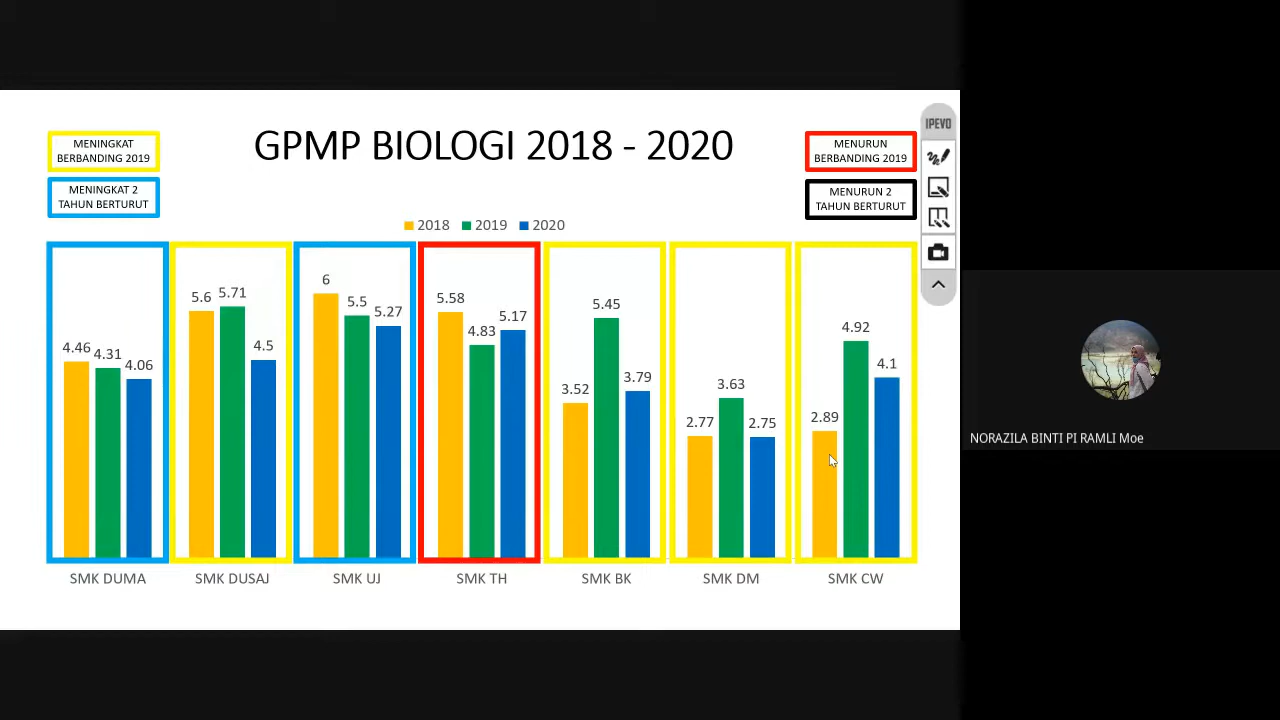 GPMP BIOLOGI 2018 - 2020
MENINGKAT
BERBANDING 2019
MENINGKAT 2
TAHUN BERTURUT
MENURUN
BERBANDING 2019
MENURUN 2
TAHUN BERTURUT
IPEVO
2018 2019 2020
4.46 4.31 4.06
5.6 5.71 4.5
6 5.5 5.27
5.58 4.83 5.17
3.52 5.45 3.79
2.77 3.63 2.75
2.89 4.92 4.1
SMK DUMA SMK DUSAJ SMK UJ SMK TH SMK BK SMK DM SMK CW
NORAZILA BINTI PI RAMLI Moe